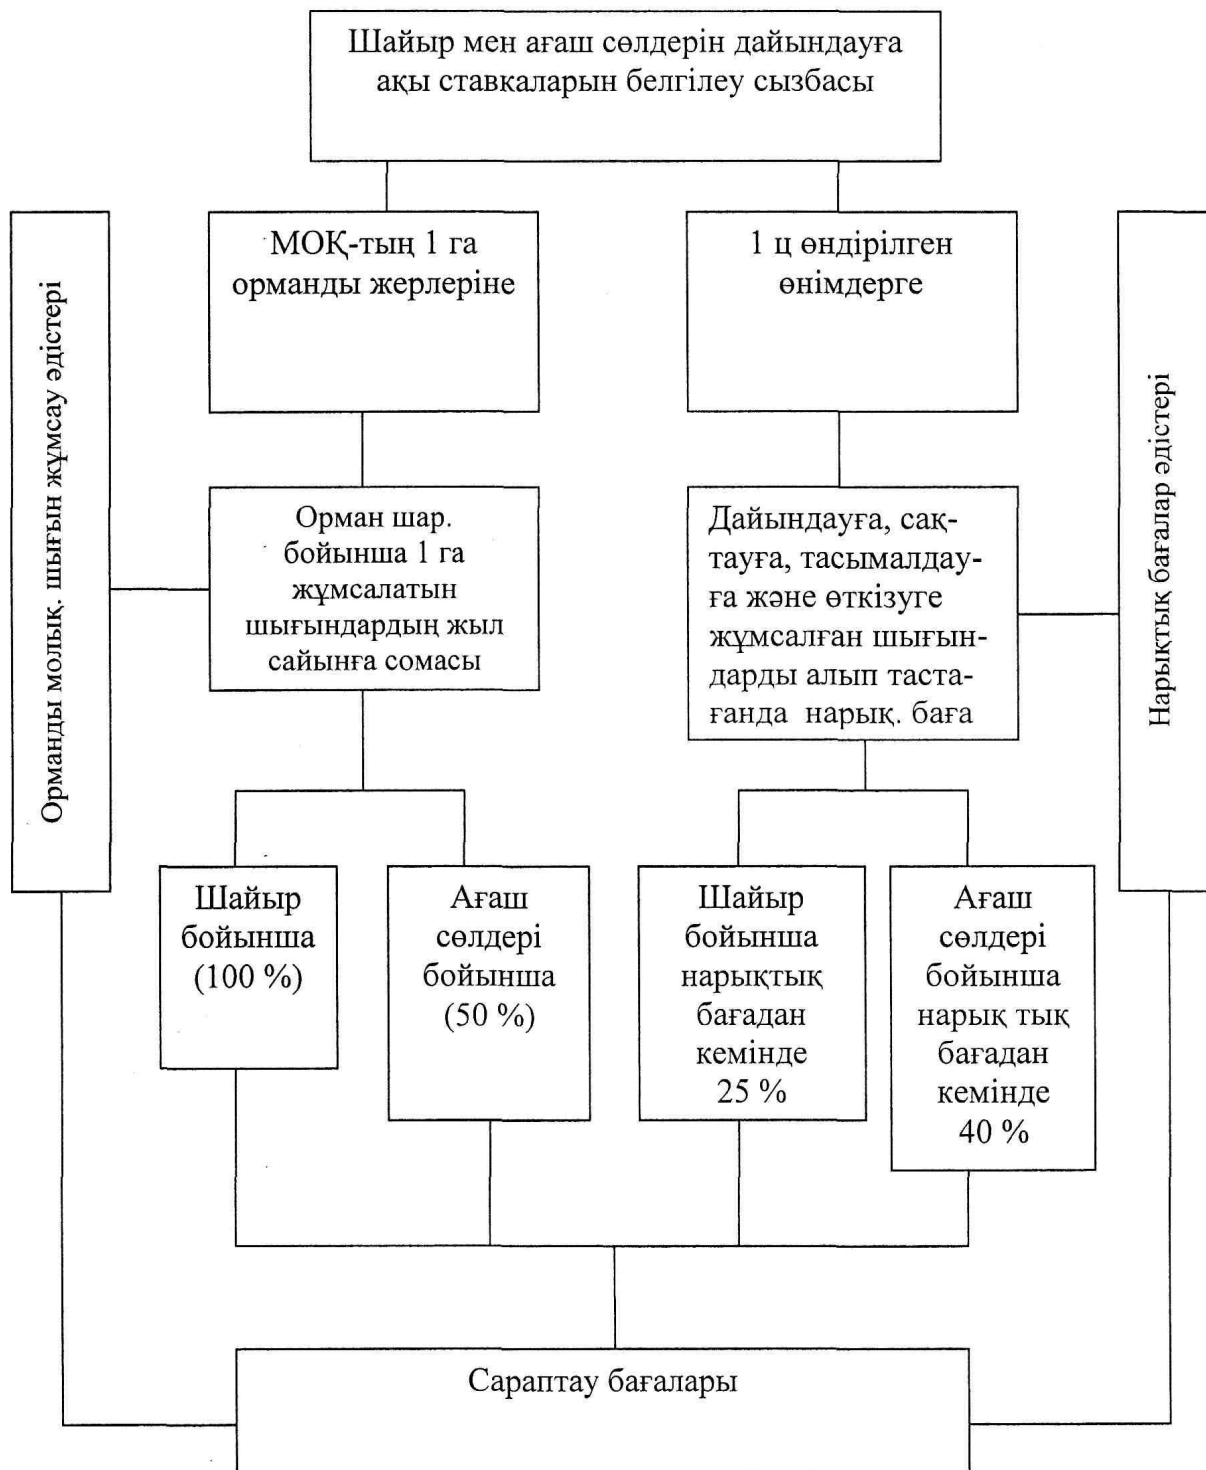 Шайыр мен ағаш сөлдерін дайындауға
ақы ставкаларын белгілеу сызбасы
Орманды молық. шығын жұмсау әдістері
МОҚ-тың 1 га
орманды жерлеріне
1 ц өндірілген
өнімдерге
Нарықтық бағалар әдістері
Орман шар.
бойынша 1 га
жұмсалатын
шығындардың жыл
сайынға сомасы
Дайындауға, сақ-
тауға, тасымалдау-
ға және өткізуге
жұмсалған шығын-
дарды алып таста-
ғанда нарық. баға
Шайыр
бойынша
(100 %)
Ағаш
сөлдері
бойынша
(50 %)
Шайыр
бойынша
нарықтық
бағадан
кемінде
25 %
Ағаш
сөлдері
бойынша
нарық тық
бағадан
кемінде
40 %
Сараптау бағалары